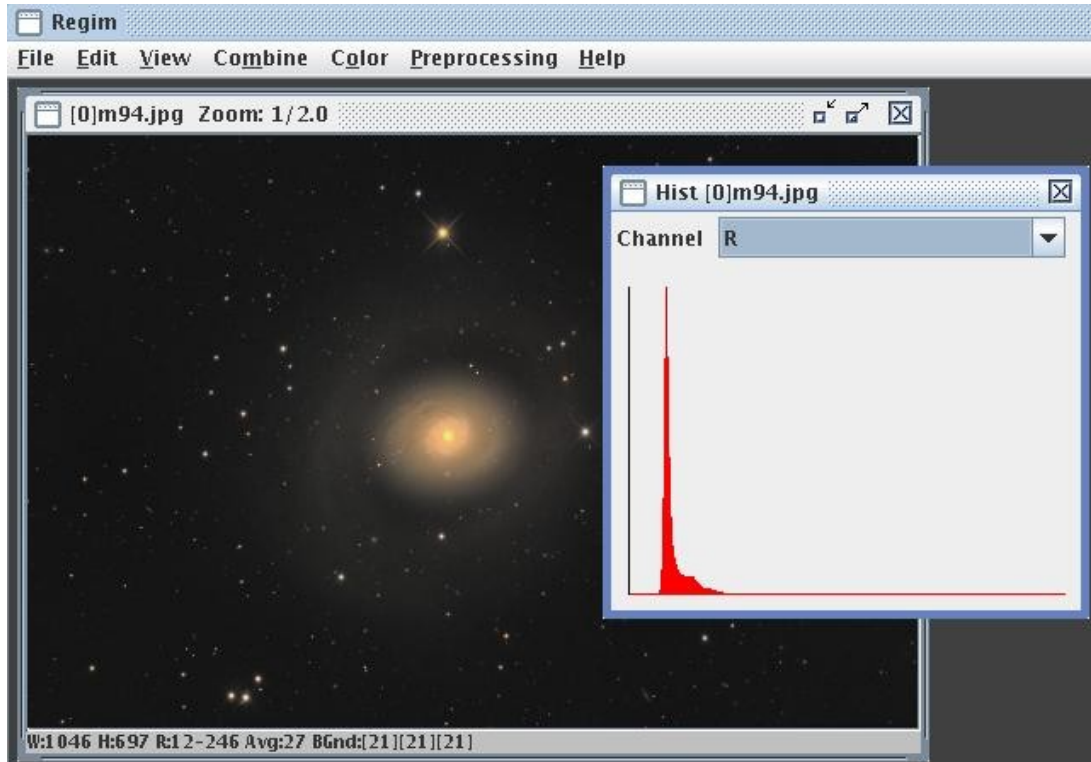 Regim
File Edit View Combine Color Preprocessing Help
[0]m94.jpg Zoom: 1/2.0
Hist [0]m94.jpg
Channel R
W:1046 H:697 R:12-246 Avg:27 BGnd:[21][21][21]